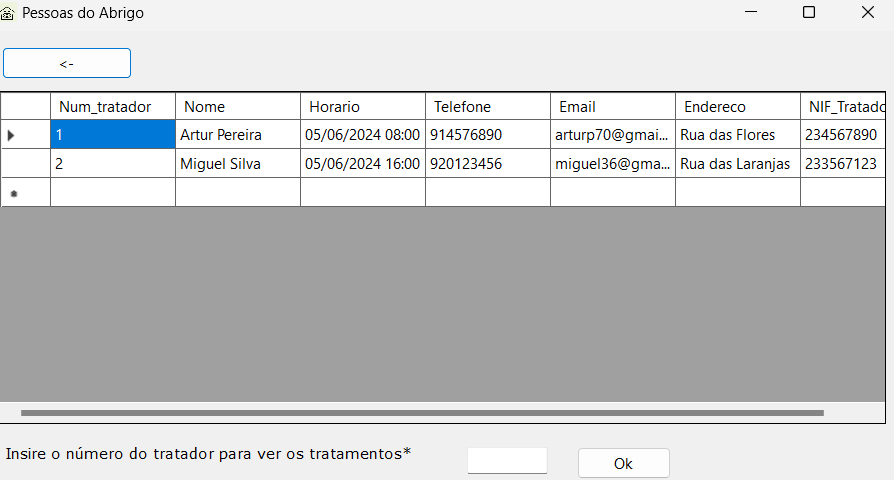 Pessoas do Abrigo
<-
Num_tratador Nome Horario Telefone Email Endereco NIF_Tratado
1 Artur Pereira 05/06/2024 08:00 914576890 arturp70@gmai... Rua das Flores 234567890
2 Miguel Silva 05/06/2024 16:00 920123456 miguel36@gma... Rua das Laranjas 233567123
Insire o número do tratador para ver os tratamentos* Ok